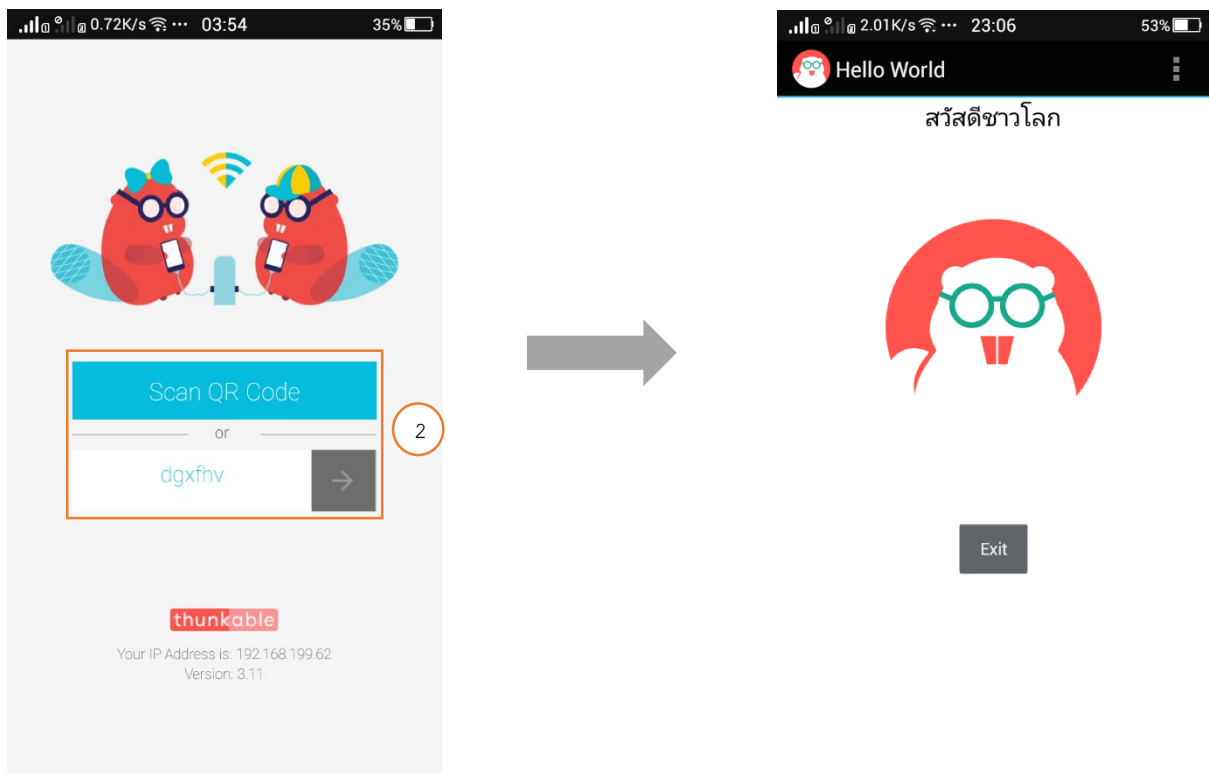 0.72K/s ··· 03:54 35%
Scan QR Code
or
dgxfhv
2
thunkable
Your IP Address is: 192.168.199.62
Version: 3.11
2.01K/s ··· 23:06 53%
Hello World
สวัสดีชาวโลก
Exit